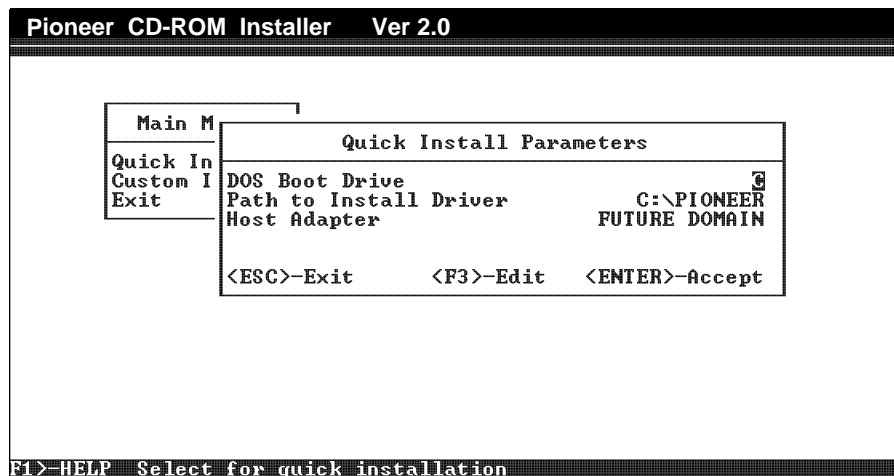 Pioneer CD-ROM Installer Ver 2.0
Main M
Quick In
Custom I
Exit
Quick Install Parameters
DOS Boot Drive C
Path to Install Driver C:\PIONEER
Host Adapter FUTURE DOMAIN
<ESC>-Exit <F3>-Edit <ENTER>-Accept
F1>-HELP Select for quick installation